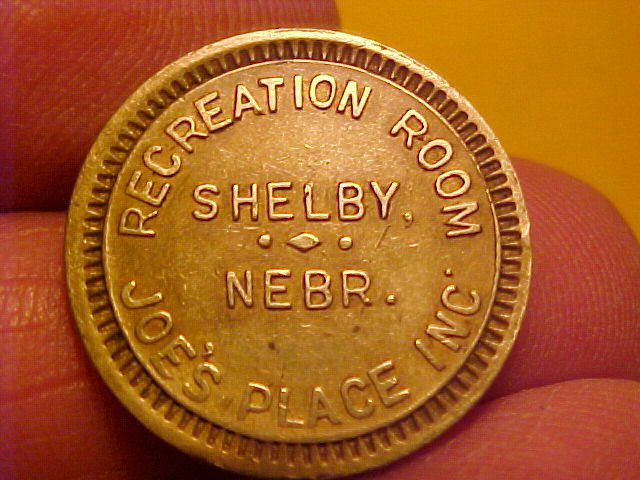 RECREATION ROOM
SHELBY,
NEBR.
JOE'S PLACE INC.